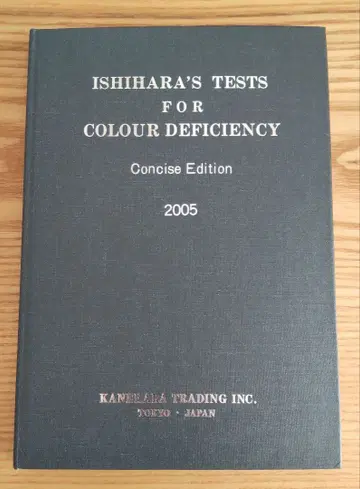 ISHIHARA'S TESTS
FOR
COLOUR DEFICIENCY
Concise Edition
2005
KANEHARA TRADING INC.
TOKYO · JAPAN